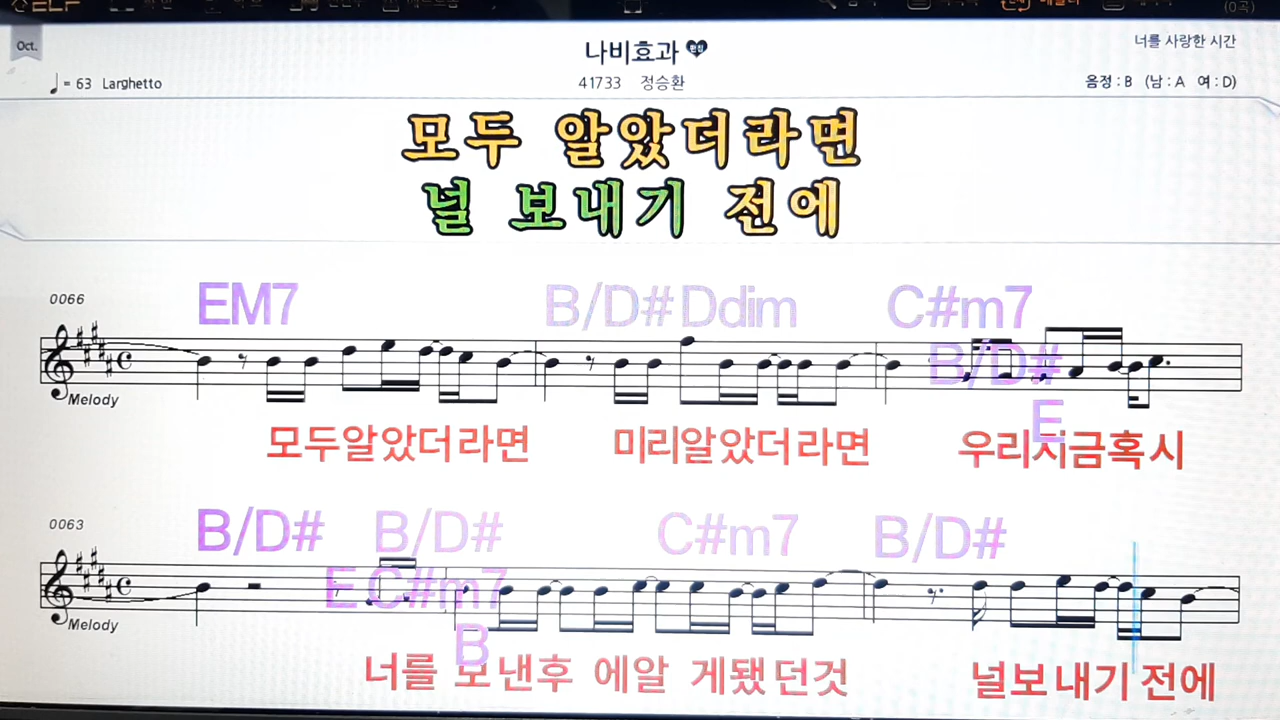 Oct.
나비효과
너를 사랑한 시간
= 63 Larghetto
41733 정승환
음정 : B (남 : A 여 : D)
모두 알았더라면
널 보내기 전에
0066
EM7 B/D# Ddim C#m7
B/D#
E
Melody
모두알았더라면 미리알았더라면 우리지금혹시
0063
B/D# B/D# C#m7 B/D#
E C#m7
B
Melody
너를 보낸후 에알 게됐던것 널보내기 전에